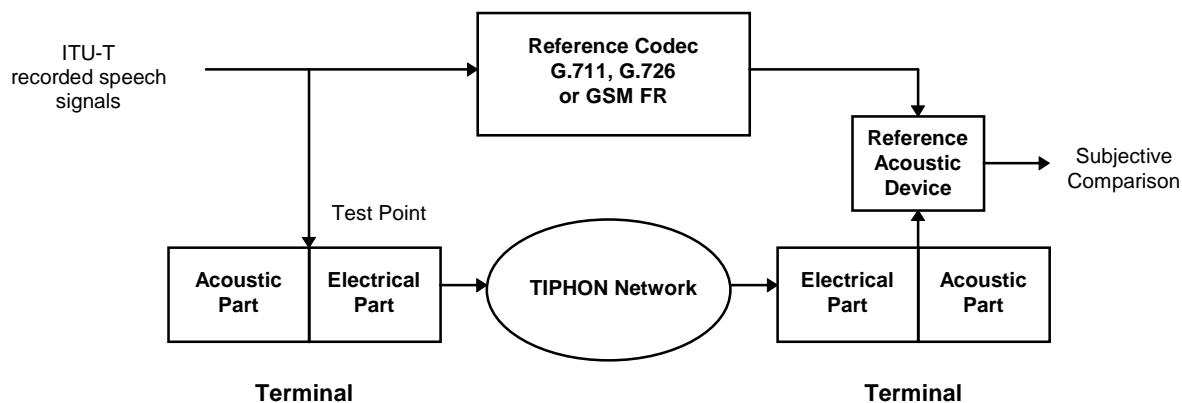 ITU-T
recorded speech
signals
Reference Codec
G.711, G.726
or GSM FR
Reference
Acoustic
Device
Subjective
Comparison
Test Point
Acoustic
Part
Electrical
Part
TIPHON Network
Electrical
Part
Acoustic
Part
Terminal
Terminal